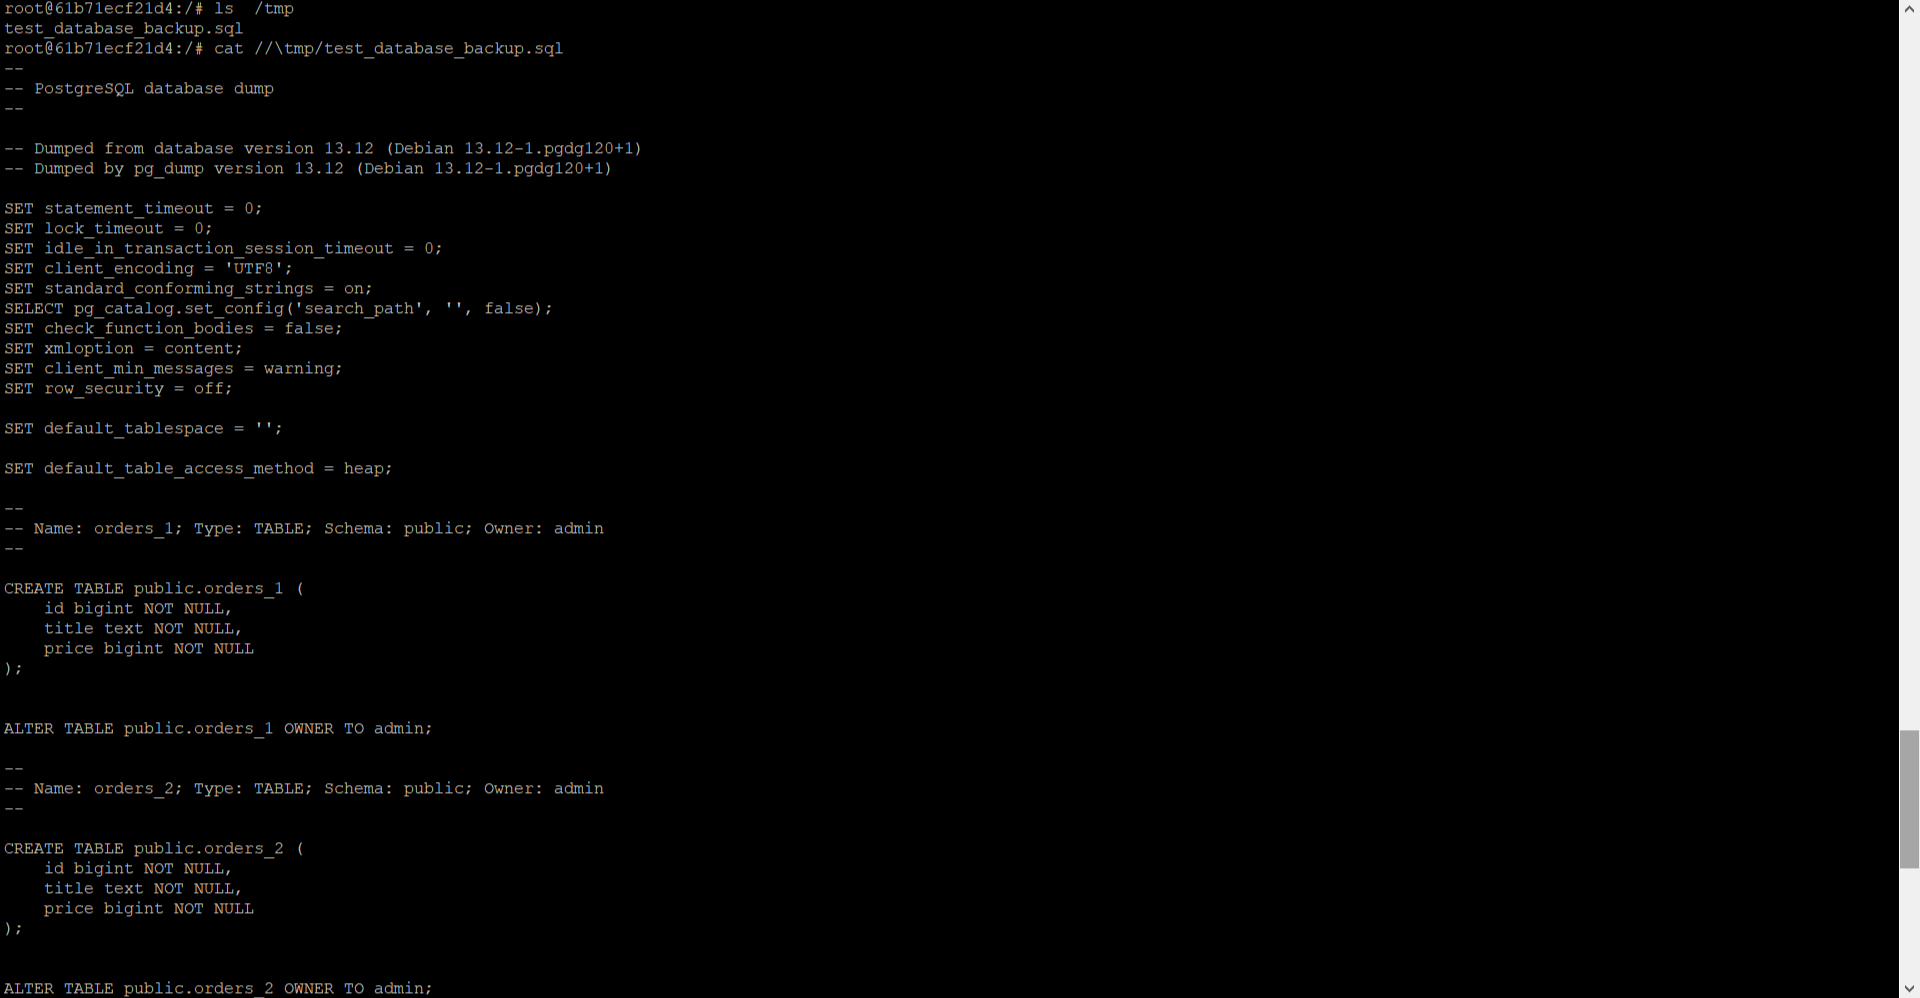 root@61b71ecf21d4:/# ls  /tmp
test_database_backup.sql
root@61b71ecf21d4:/# cat //\tmp/test_database_backup.sql
--
-- PostgreSQL database dump
--
-- Dumped from database version 13.12 (Debian 13.12-1.pgdg120+1)
-- Dumped by pg_dump version 13.12 (Debian 13.12-1.pgdg120+1)
SET statement_timeout = 0;
SET lock_timeout = 0;
SET idle_in_transaction_session_timeout = 0;
SET client_encoding = 'UTF8';
SET standard_conforming_strings = on;
SELECT pg_catalog.set_config('search_path', '', false);
SET check_function_bodies = false;
SET xmloption = content;
SET client_min_messages = warning;
SET row_security = off;
SET default_tablespace = '';
SET default_table_access_method = heap;
--
-- Name: orders_1; Type: TABLE; Schema: public; Owner: admin
--
CREATE TABLE public.orders_1 (
    id bigint NOT NULL,
    title text NOT NULL,
    price bigint NOT NULL
);
ALTER TABLE public.orders_1 OWNER TO admin;
--
-- Name: orders_2; Type: TABLE; Schema: public; Owner: admin
--
CREATE TABLE public.orders_2 (
    id bigint NOT NULL,
    title text NOT NULL,
    price bigint NOT NULL
);
ALTER TABLE public.orders_2 OWNER TO admin;